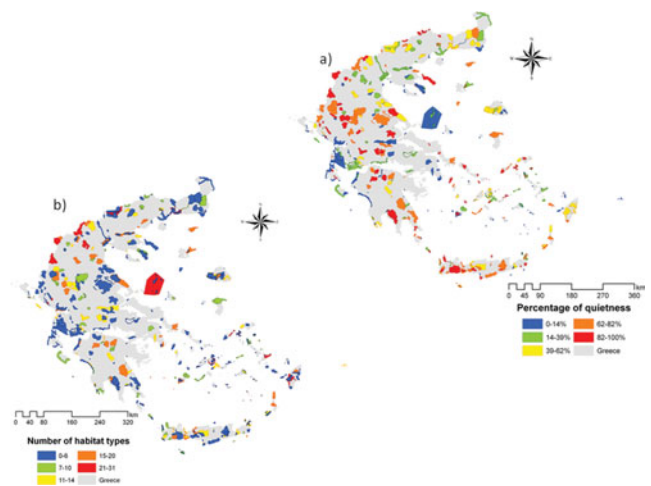 a)
0 45 90 180 270 360
km
Percentage of quietness
0-14% 62-82%
14-39% 82-100%
39-62% Greece
b)
0 40 80 160 240 320
km
Number of habitat types
0-6 15-20
7-10 21-31
11-14 Greece